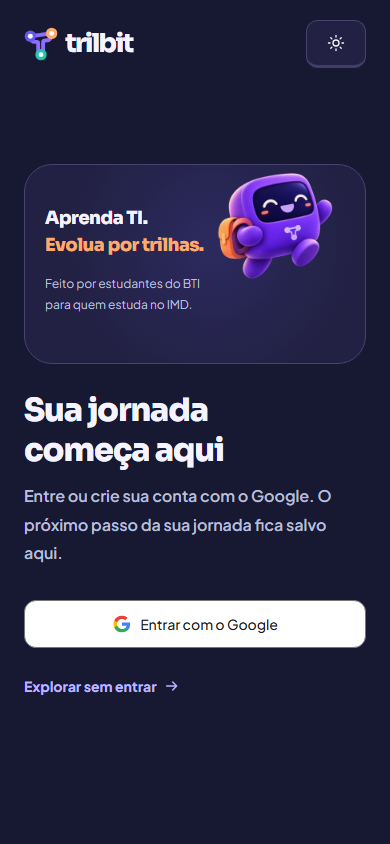 trilbit
Aprenda TI.
Evolua por trilhas.
Feito por estudantes do BTI
para quem estuda no IMD.
Sua jornada
começa aqui
Entre ou crie sua conta com o Google. O
próximo passo da sua jornada fica salvo
aqui.
Entrar com o Google
Explorar sem entrar →